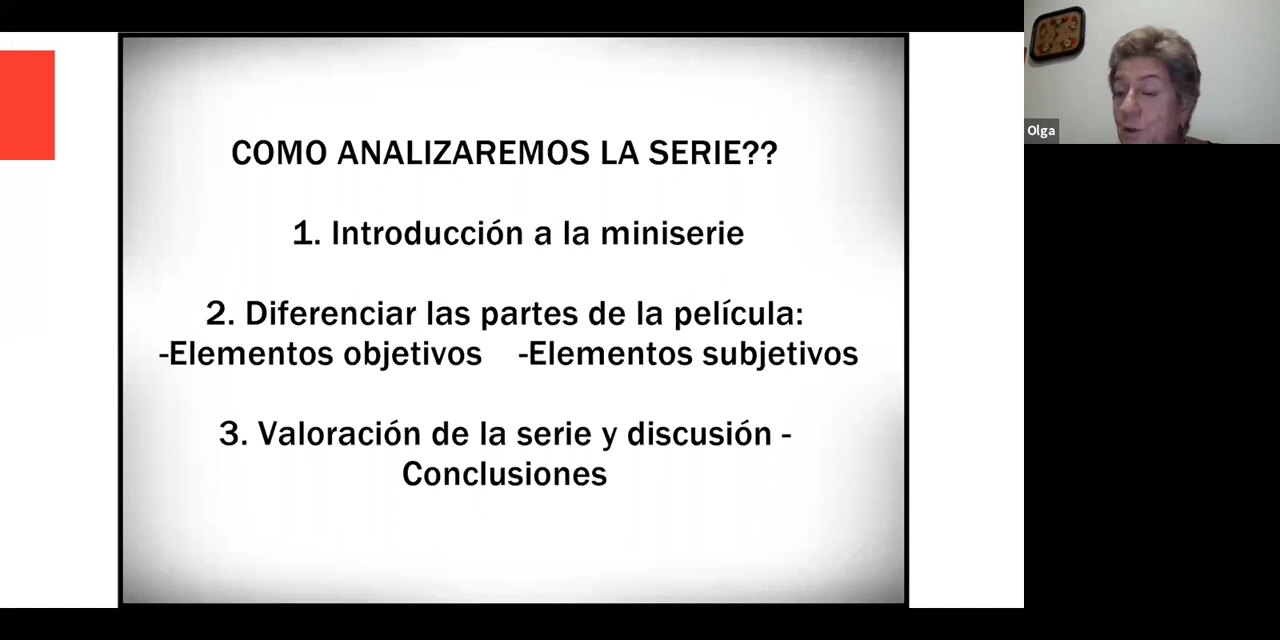 COMO ANALIZAREMOS LA SERIE??
1. Introducción a la miniserie
2. Diferenciar las partes de la película:
-Elementos objetivos -Elementos subjetivos
3. Valoración de la serie y discusión -
Conclusiones
Olga